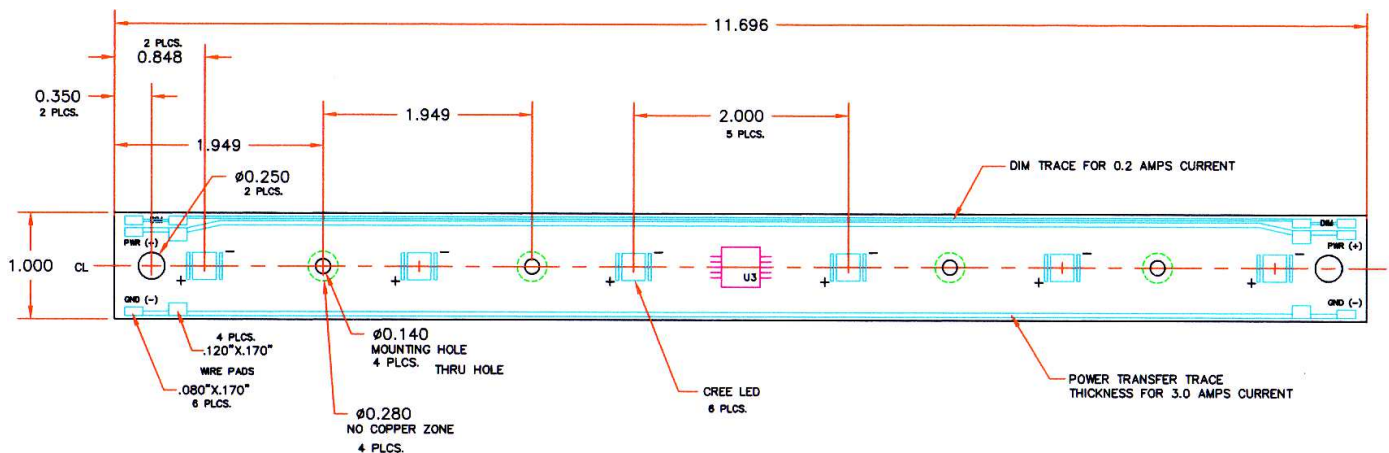 11.696
2 PLCS.
0.848
0.350
2 PLCS.
1.949
2.000
5 PLCS.
1.949
Ø0.250
2 PLCS.
DIM TRACE FOR 0.2 AMPS CURRENT
DIM
DIM
PWR (-)
PWR (+)
1.000 CL
+ -
+ -
+ -
U3
+ -
+ -
+ -
GND (-)
GND (-)
4 PLCS.
.120"X.170"
WIRE PADS
.080"X.170"
6 PLCS.
Ø0.140
MOUNTING HOLE
4 PLCS. THRU HOLE
Ø0.280
NO COPPER ZONE
4 PLCS.
CREE LED
6 PLCS.
POWER TRANSFER TRACE
THICKNESS FOR 3.0 AMPS CURRENT